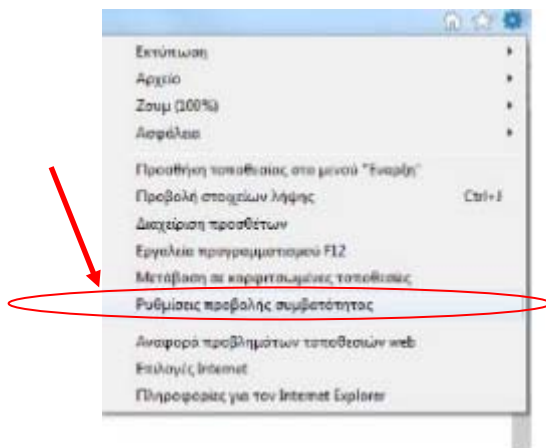 Εκτύπωση
Αρχείο
Ζουμ (100%)
Ασφάλεια
Προσθήκη τοποθεσίας στο μενού "Έναρξη"
Προβολή στοιχείων λήψης Ctrl+J
Διαχείριση προσθέτων
Εργαλεία προγραμματισμού F12
Μετάβαση σε καρφιτσωμένες τοποθεσίες
Ρυθμίσεις προβολής συμβατότητας
Αναφορά προβλημάτων τοποθεσιών web
Επιλογές Internet
Πληροφορίες για τον Internet Explorer